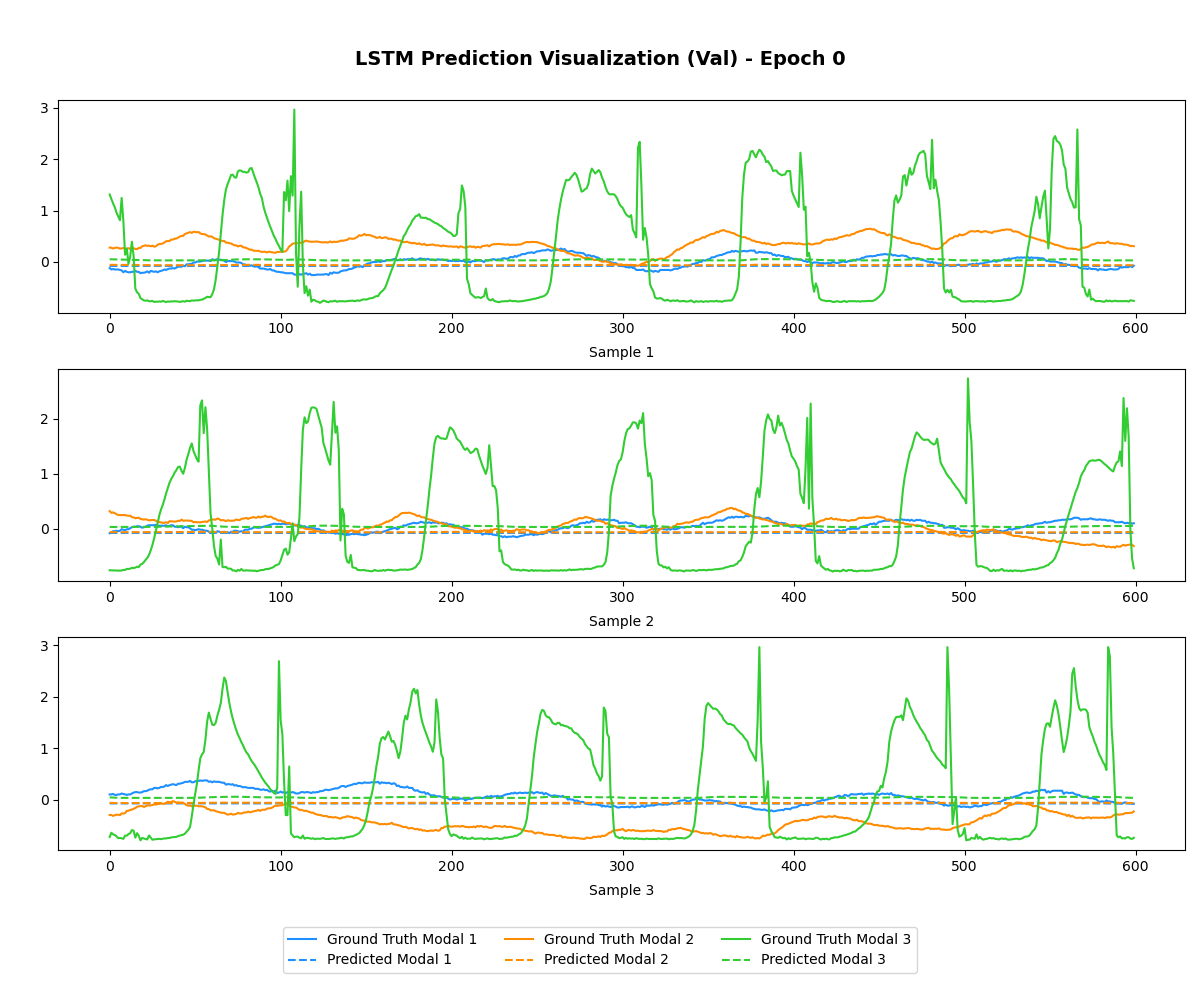 LSTM Prediction Visualization (Val) - Epoch 0
3
2
1
0
0 100 200 300 400 500 600
Sample 1
2
1
0
0 100 200 300 400 500 600
Sample 2
3
2
1
0
0 100 200 300 400 500 600
Sample 3
Ground Truth Modal 1 Ground Truth Modal 2 Ground Truth Modal 3
Predicted Modal 1 Predicted Modal 2 Predicted Modal 3